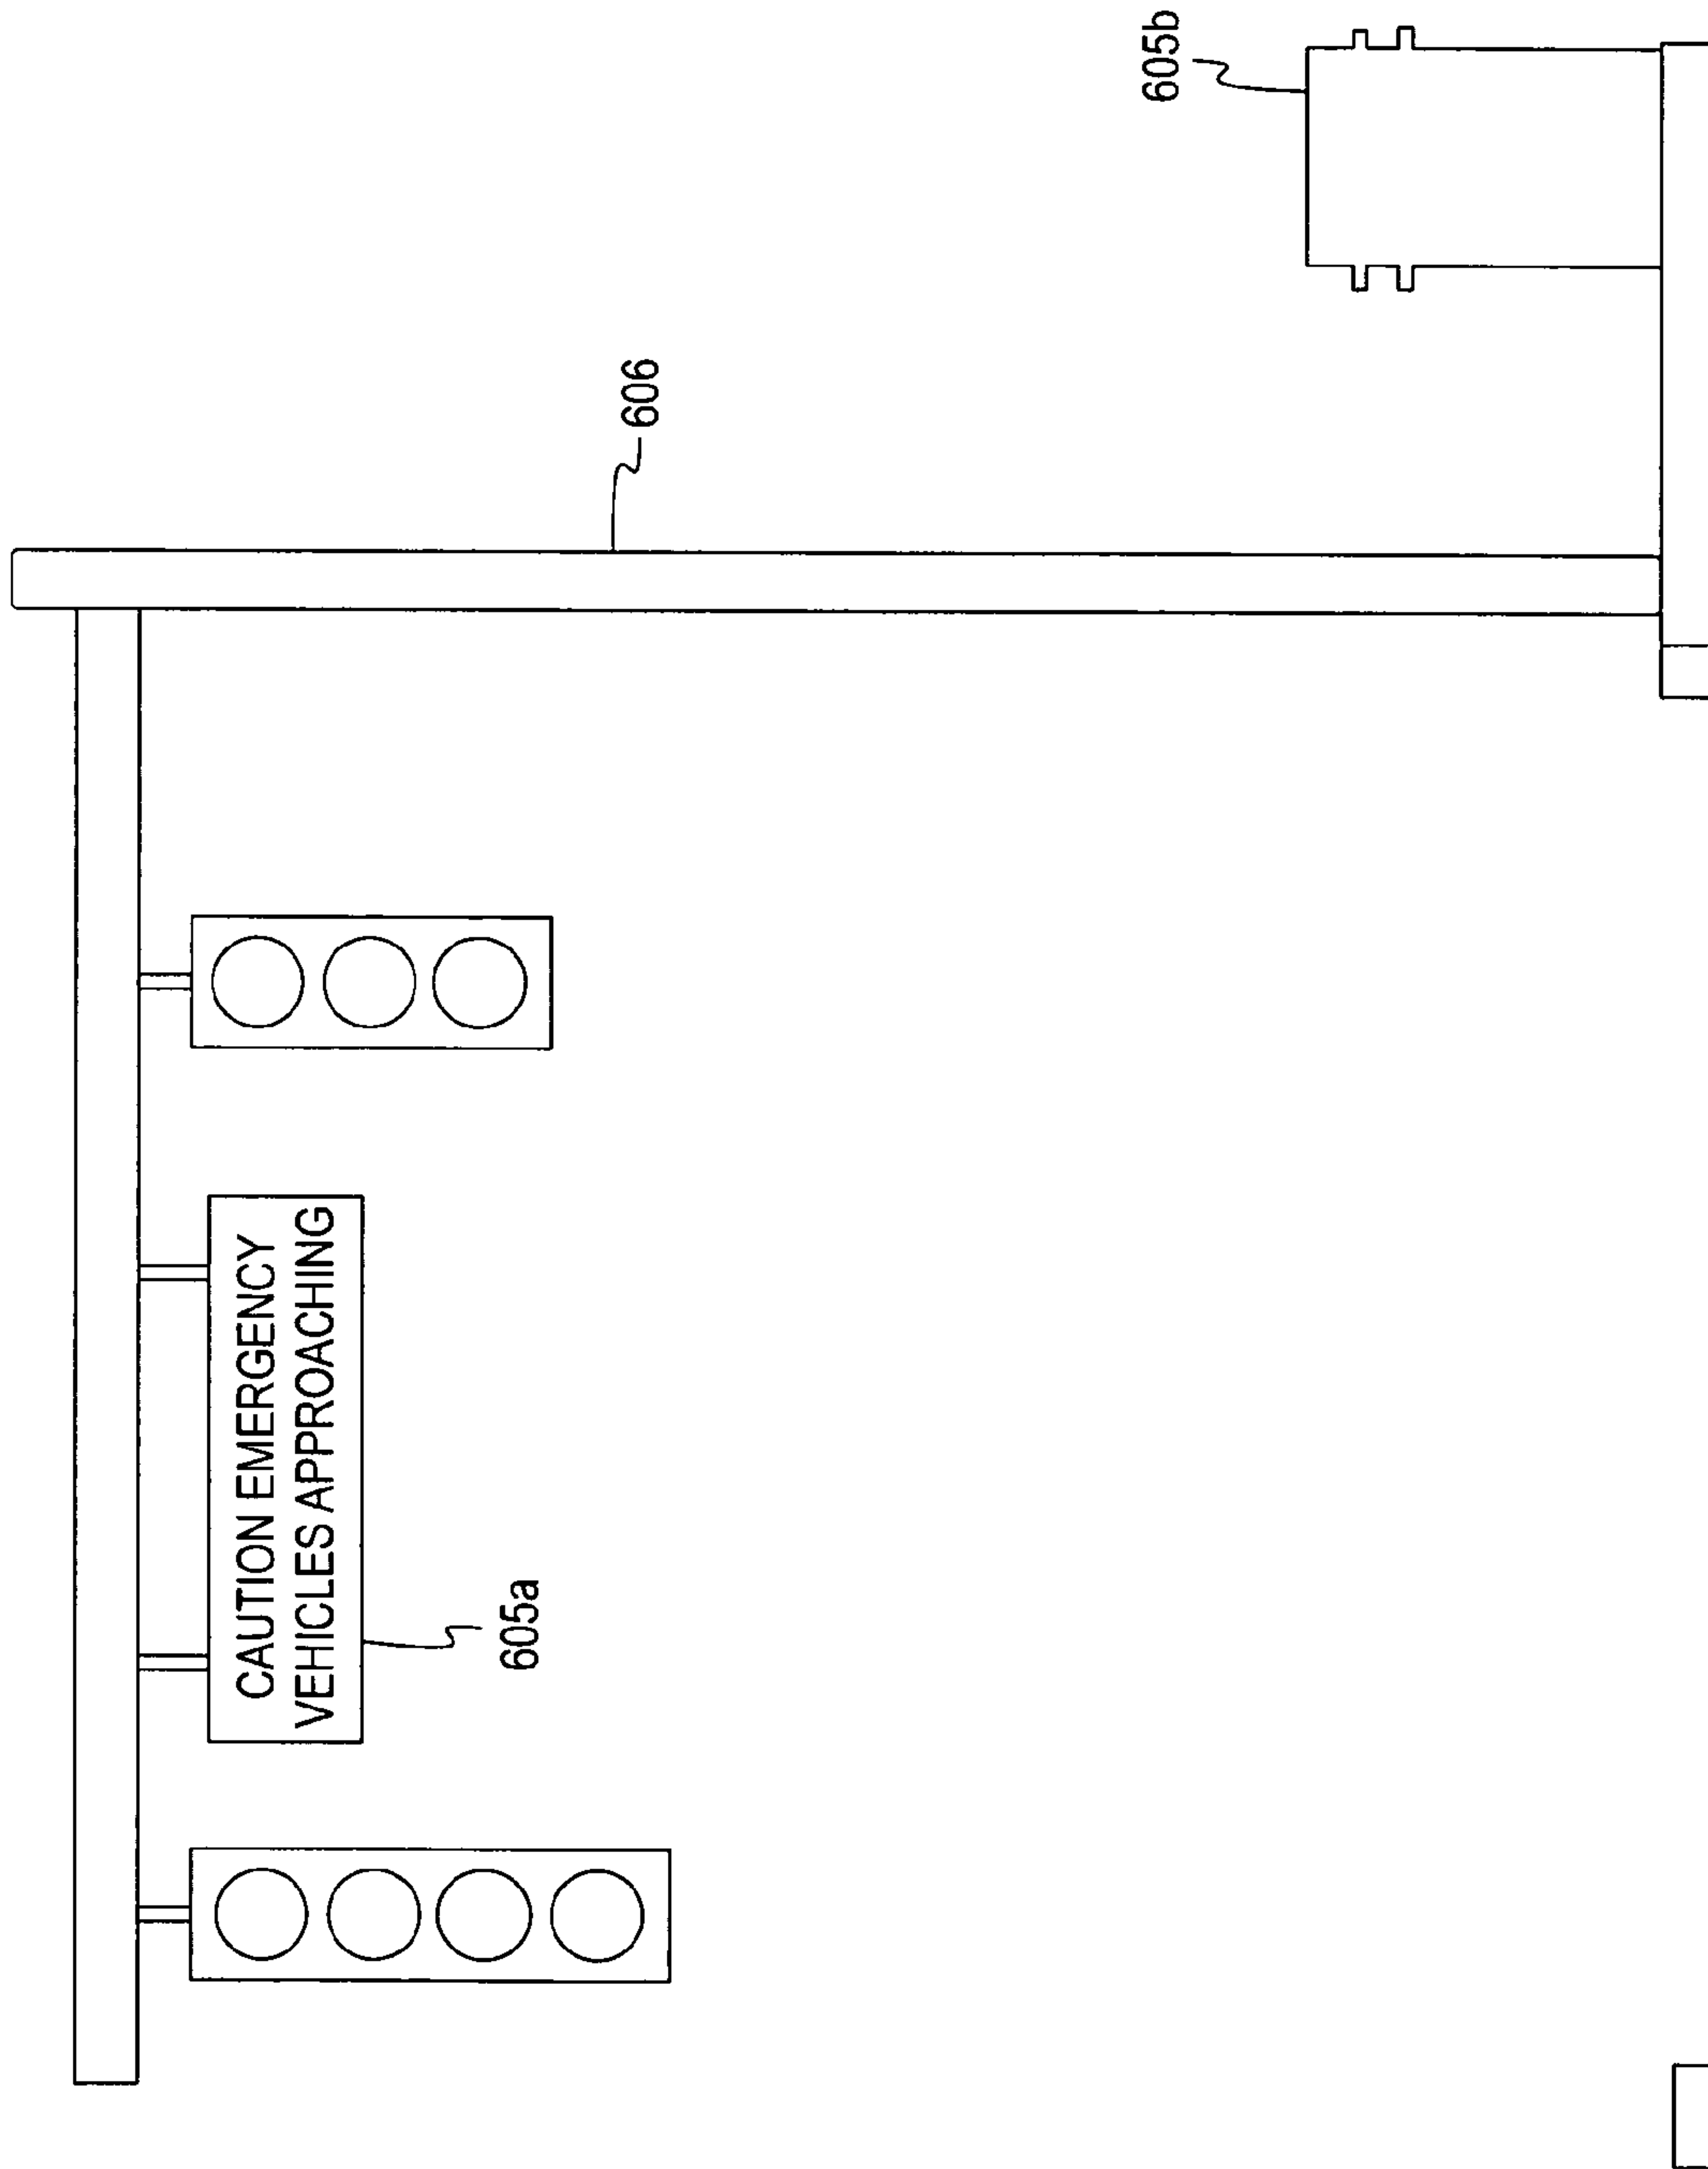 CAUTION EMERGENCY
VEHICLES APPROACHING
605a
606
605b